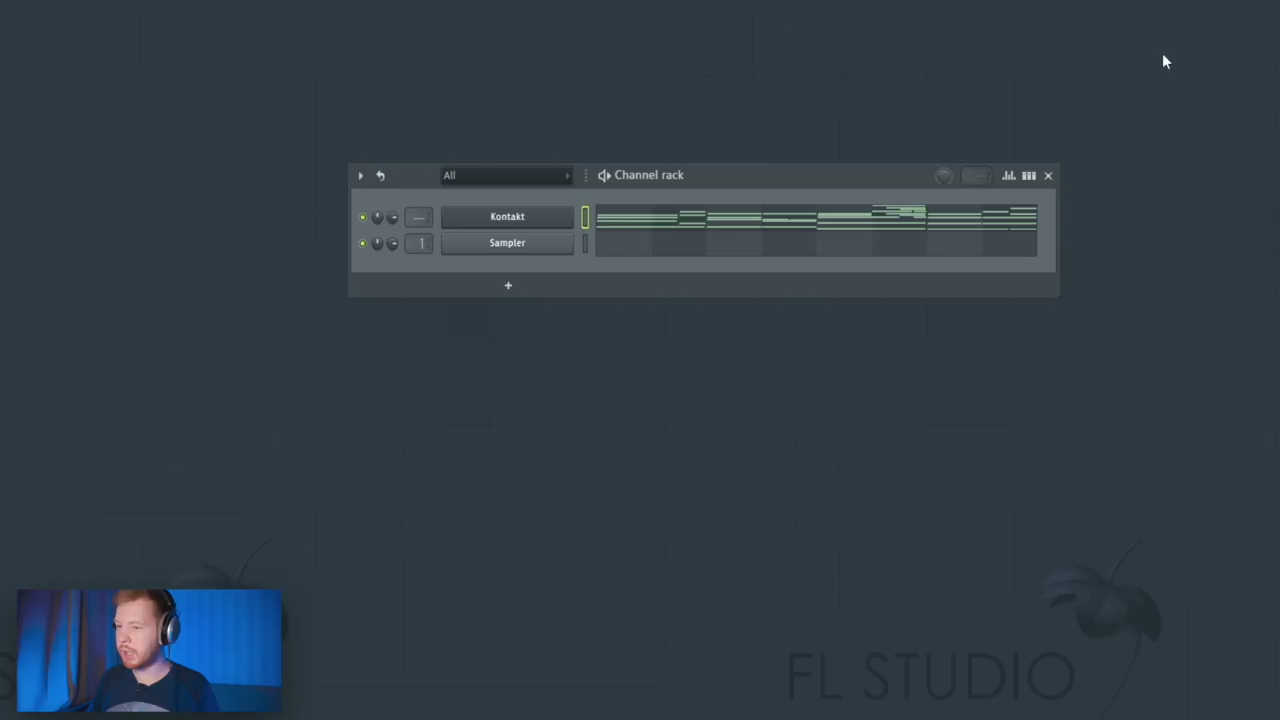 All
Channel rack
Kontakt
1
Sampler
+
FL STUDIO
S